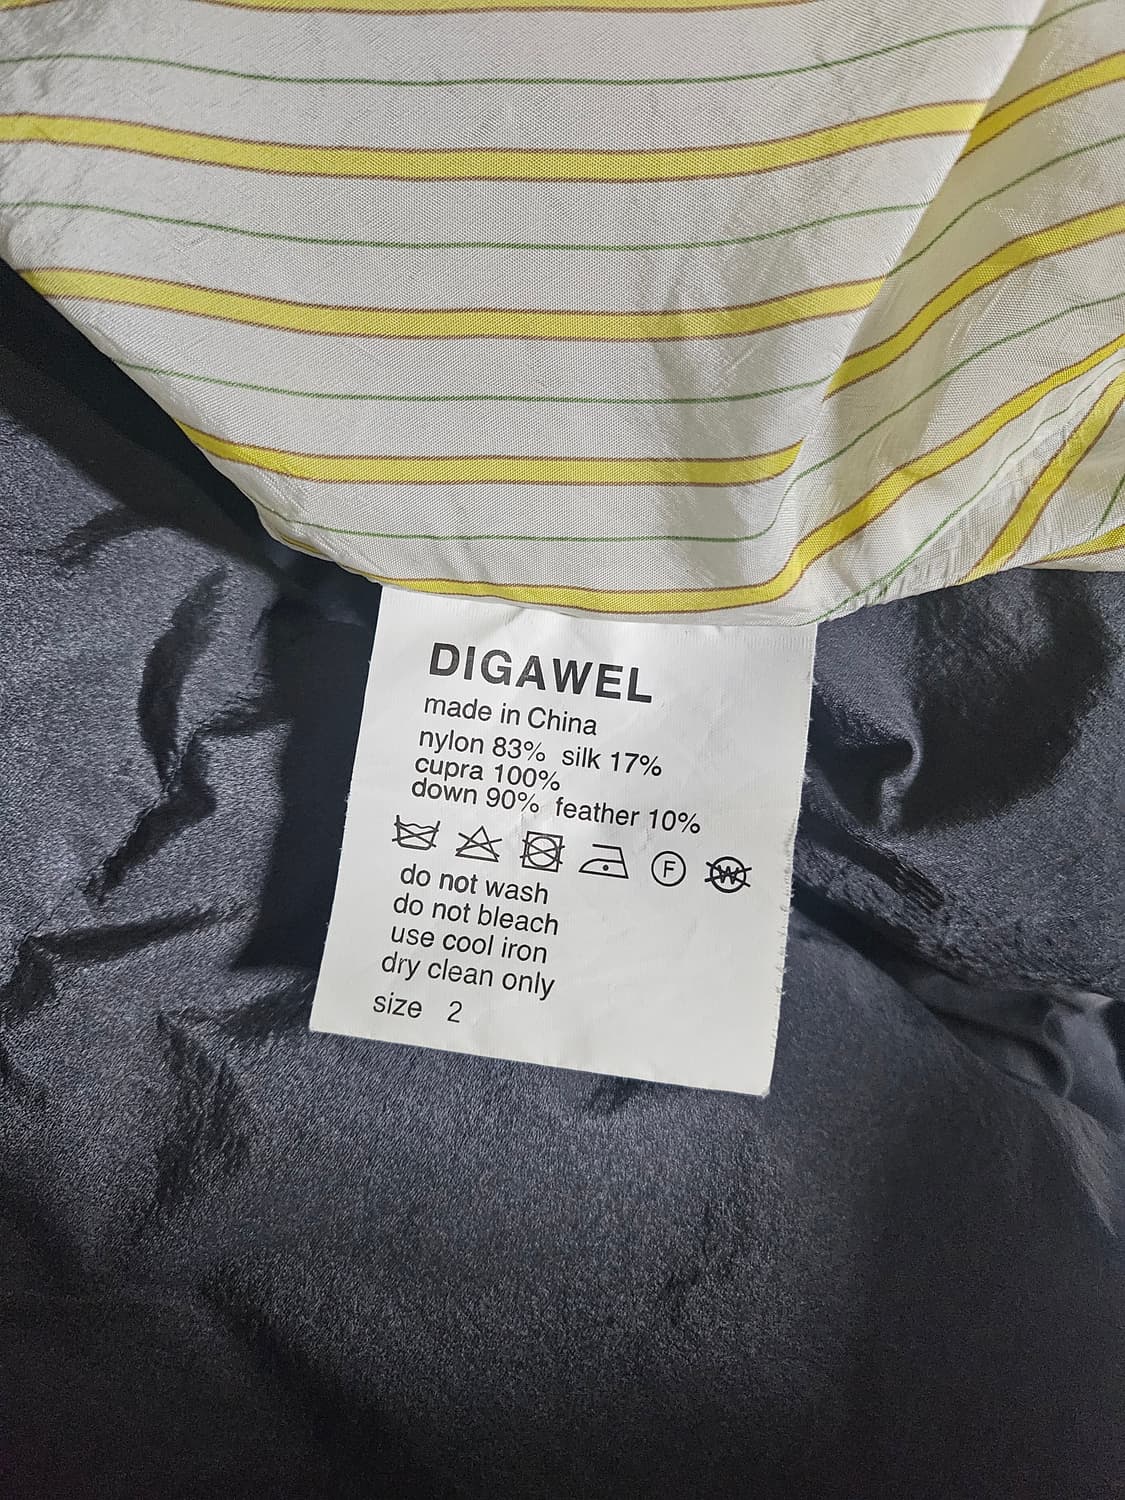 DIGAWEL
made in China
nylon 83% silk 17%
cupra 100%
down 90% feather 10%
F W
do not wash
do not bleach
use cool iron
dry clean only
size 2